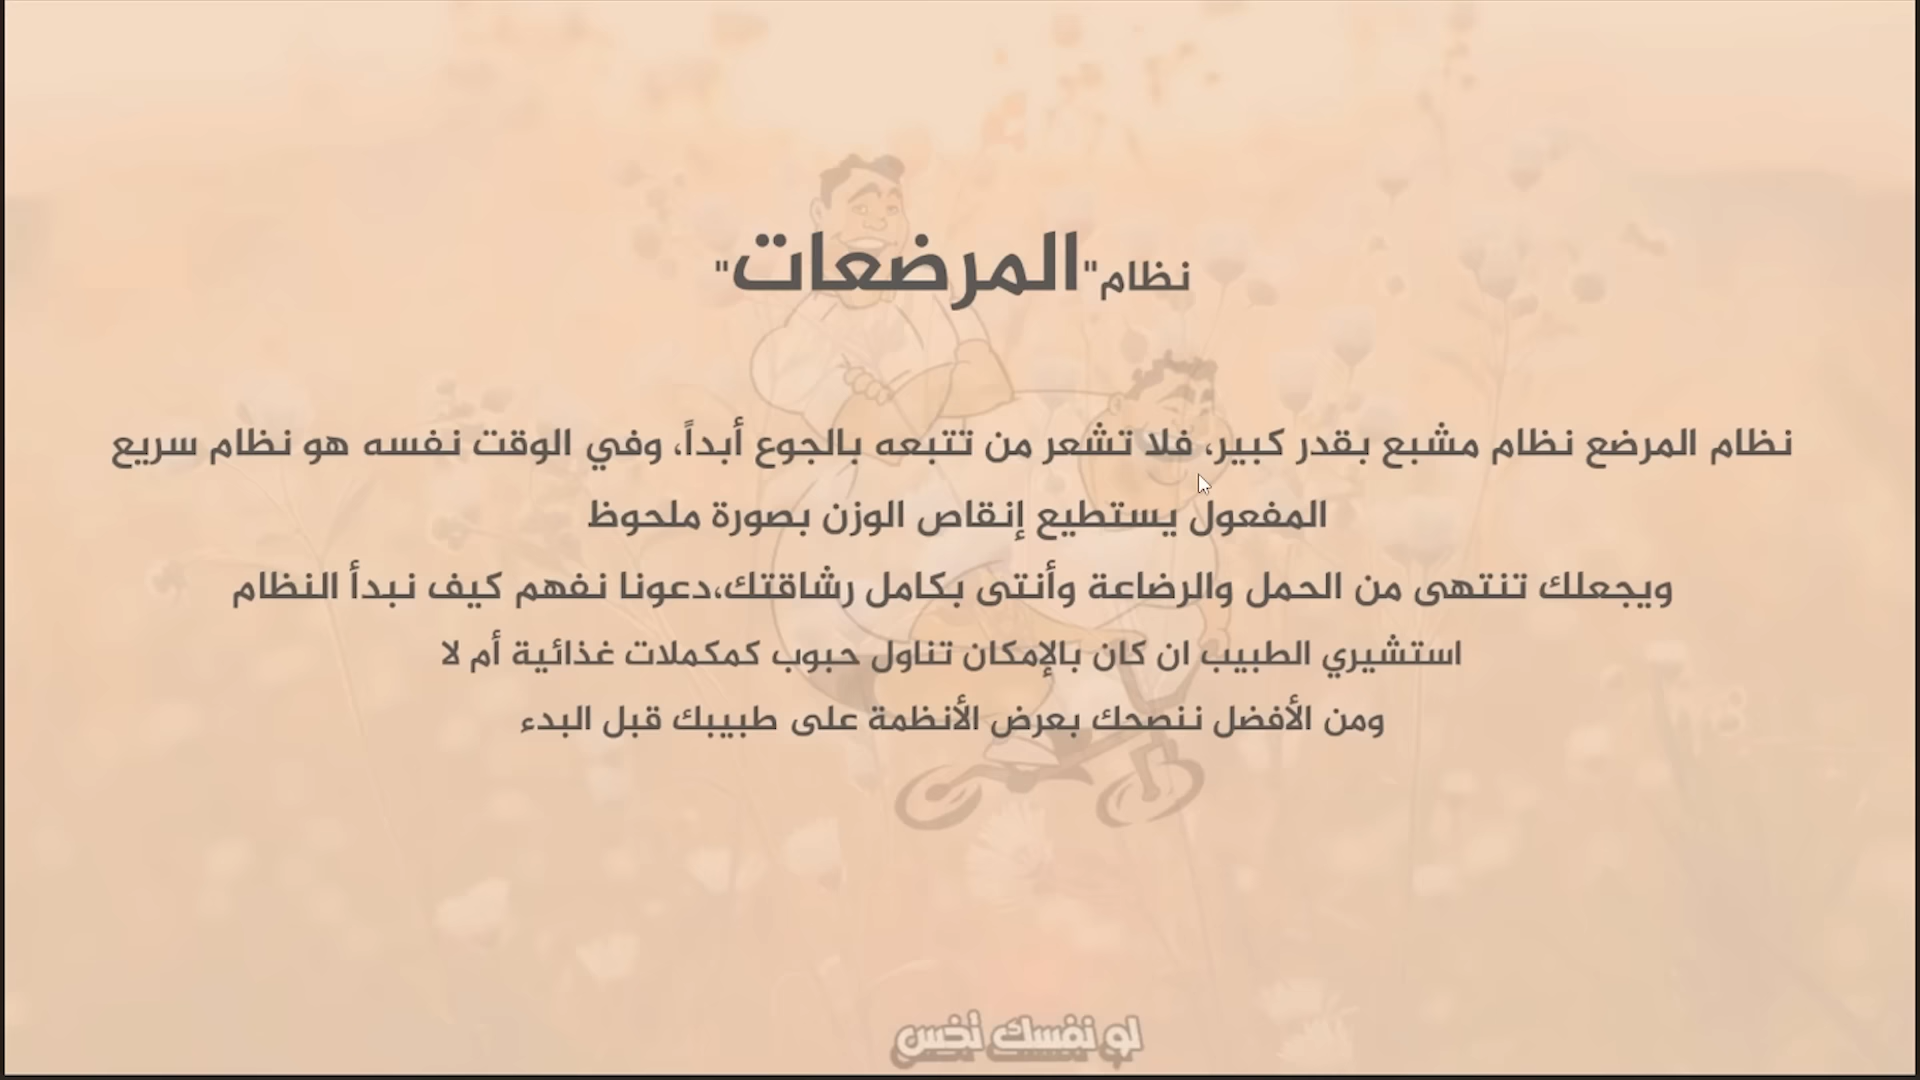 نظام"المرضعات"
نظام المرضع نظام مشبع بقدر كبير، فلا تشعر من تتبعه بالجوع أبداً، وفي الوقت نفسه هو نظام سريع
المفعول يستطيع إنقاص الوزن بصورة ملحوظ
ويجعلك تنتهى من الحمل والرضاعة وأنتى بكامل رشاقتك،دعونا نفهم كيف نبدأ النظام
استشيري الطبيب ان كان بالإمكان تناول حبوب كمكملات غذائية أم لا
ومن الأفضل ننصحك بعرض الأنظمة على طبيبك قبل البدء
لو نفسك تخس